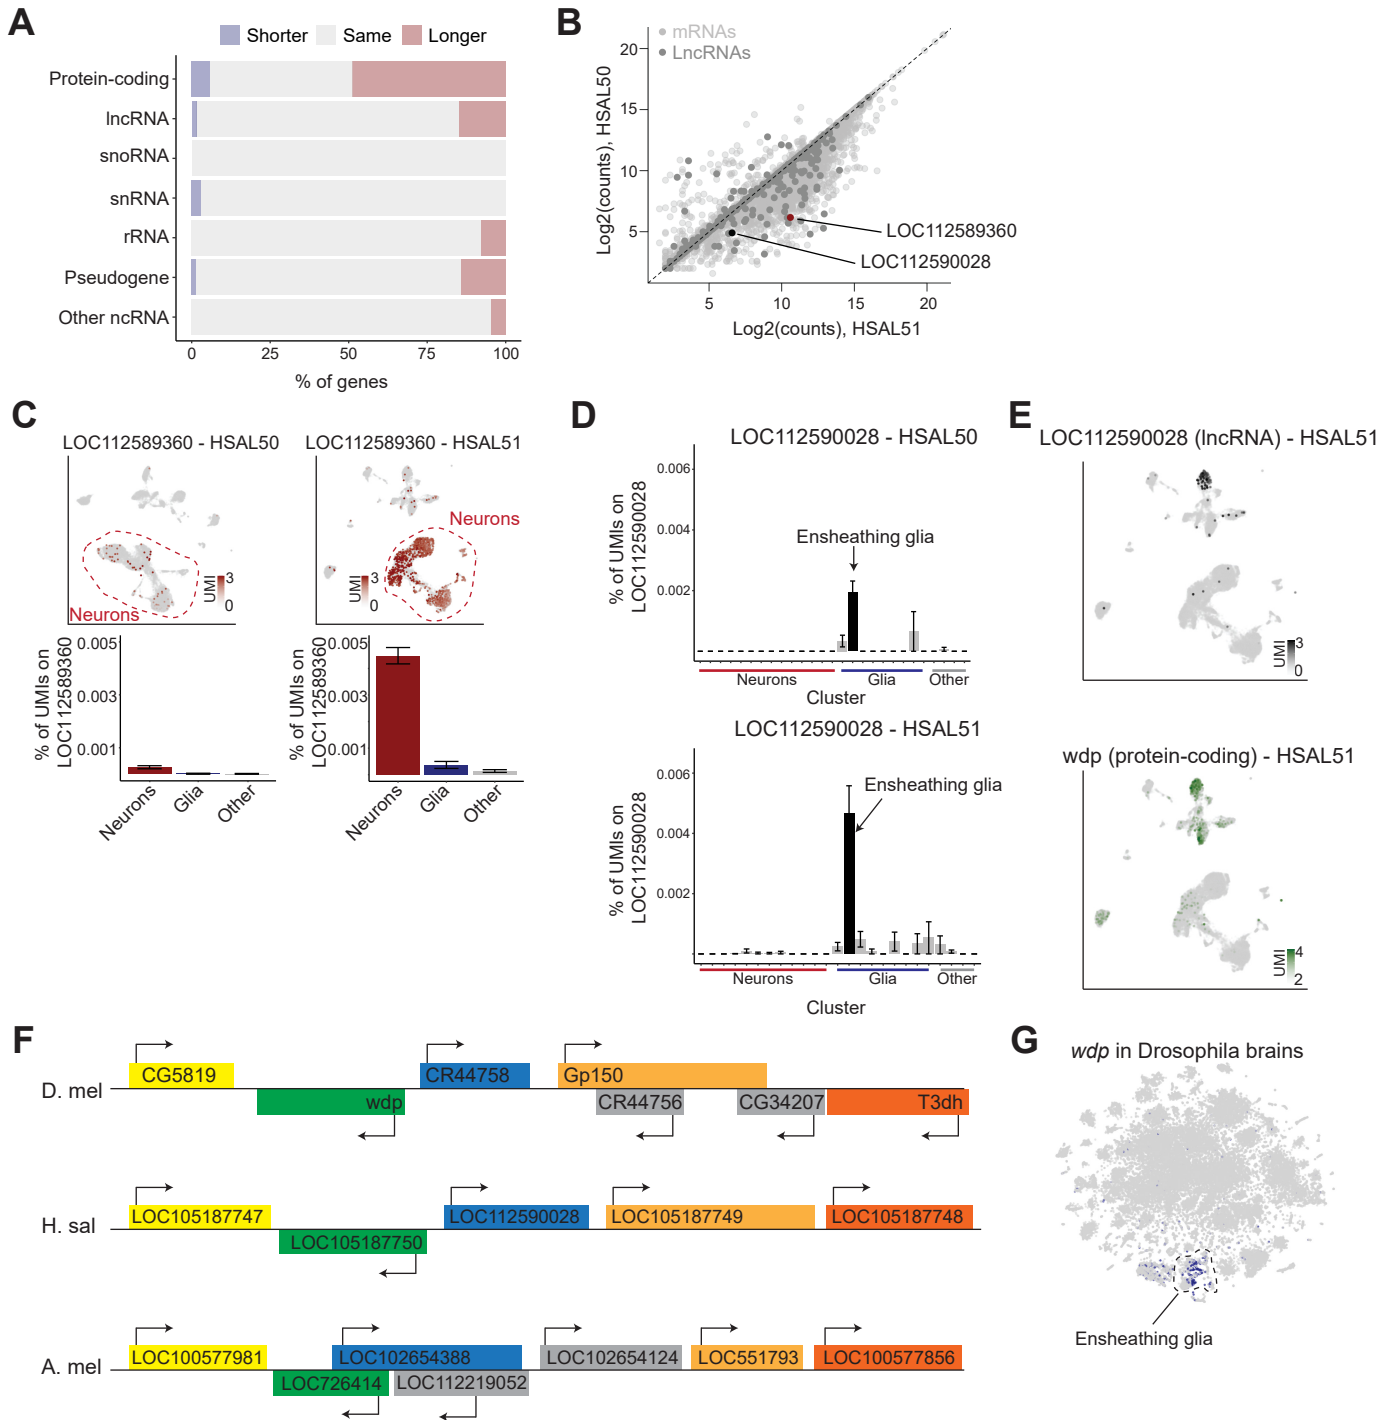 A
Shorter Same Longer
Protein-coding
lncRNA
snoRNA
snRNA
rRNA
Pseudogene
Other ncRNA
0 25 50 75 100
% of genes
B
mRNAs
LncRNAs
Log2(counts), HSAL50
20
15
10
5
LOC112589360
LOC112590028
5 10 15 20
Log2(counts), HSAL51
C
LOC112589360 - HSAL50
Neurons
UMI
3
0
% of UMIs on
LOC112589360
0.005
0.003
0.001
Neurons
Glia
Other
LOC112589360 - HSAL51
Neurons
UMI
3
0
% of UMIs on
LOC112589360
0.005
0.003
0.001
Neurons
Glia
Other
D
LOC112590028 - HSAL50
% of UMIs on
LOC112590028
0.006
0.004
0.002
Ensheathing glia
Neurons Glia Other
Cluster
LOC112590028 - HSAL51
% of UMIs on
LOC112590028
0.006
0.004
0.002
Ensheathing glia
Neurons Glia Other
Cluster
E
LOC112590028 (lncRNA) - HSAL51
UMI
3
0
wdp (protein-coding) - HSAL51
UMI
4
2
F
D. mel
CG5819 CR44758 Gp150
wdp CR44756 CG34207 T3dh
H. sal
LOC105187747 LOC112590028 LOC105187749 LOC105187748
LOC105187750
A. mel
LOC100577981 LOC102654388 LOC102654124 LOC551793 LOC100577856
LOC726414 LOC112219052
G
wdp in Drosophila brains
Ensheathing glia